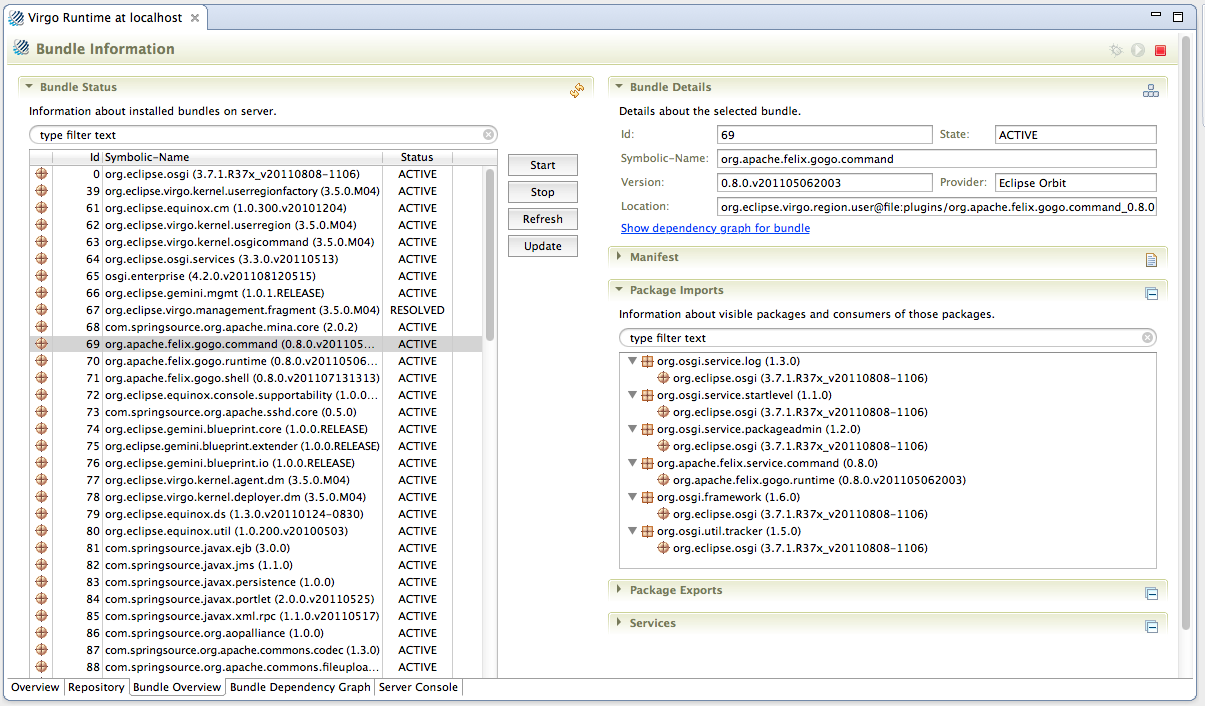 Virgo Runtime at localhost
Bundle Information
Bundle Status
Information about installed bundles on server.
type filter text
Id Symbolic-Name Status
0 org.eclipse.osgi (3.7.1.R37x_v20110808-1106) ACTIVE
39 org.eclipse.virgo.kernel.userregionfactory (3.5.0.M04) ACTIVE
61 org.eclipse.equinox.cm (1.0.300.v20101204) ACTIVE
62 org.eclipse.virgo.kernel.userregion (3.5.0.M04) ACTIVE
63 org.eclipse.virgo.kernel.osgicommand (3.5.0.M04) ACTIVE
64 org.eclipse.osgi.services (3.3.0.v20110513) ACTIVE
65 osgi.enterprise (4.2.0.v201108120515) ACTIVE
66 org.eclipse.gemini.mgmt (1.0.1.RELEASE) ACTIVE
67 org.eclipse.virgo.management.fragment (3.5.0.M04) RESOLVED
68 com.springsource.org.apache.mina.core (2.0.2) ACTIVE
69 org.apache.felix.gogo.command (0.8.0.v201105... ACTIVE
70 org.apache.felix.gogo.runtime (0.8.0.v20110506... ACTIVE
71 org.apache.felix.gogo.shell (0.8.0.v201107131313) ACTIVE
72 org.eclipse.equinox.console.supportability (1.0.0... ACTIVE
73 com.springsource.org.apache.sshd.core (0.5.0) ACTIVE
74 org.eclipse.gemini.blueprint.core (1.0.0.RELEASE) ACTIVE
75 org.eclipse.gemini.blueprint.extender (1.0.0.RELEASE) ACTIVE
76 org.eclipse.gemini.blueprint.io (1.0.0.RELEASE) ACTIVE
77 org.eclipse.virgo.kernel.agent.dm (3.5.0.M04) ACTIVE
78 org.eclipse.virgo.kernel.deployer.dm (3.5.0.M04) ACTIVE
79 org.eclipse.equinox.ds (1.3.0.v20110124-0830) ACTIVE
80 org.eclipse.equinox.util (1.0.200.v20100503) ACTIVE
81 com.springsource.javax.ejb (3.0.0) ACTIVE
82 com.springsource.javax.jms (1.1.0) ACTIVE
83 com.springsource.javax.persistence (1.0.0) ACTIVE
84 com.springsource.javax.portlet (2.0.0.v20110525) ACTIVE
85 com.springsource.javax.xml.rpc (1.1.0.v20110517) ACTIVE
86 com.springsource.org.aopalliance (1.0.0) ACTIVE
87 com.springsource.org.apache.commons.codec (1.3.0) ACTIVE
88 com.springsource.org.apache.commons.fileuploa... ACTIVE
Start
Stop
Refresh
Update
Bundle Details
Details about the selected bundle.
Id: 69 State: ACTIVE
Symbolic-Name: org.apache.felix.gogo.command
Version: 0.8.0.v201105062003 Provider: Eclipse Orbit
Location: org.eclipse.virgo.region.user@file:plugins/org.apache.felix.gogo.command_0.8.0
Show dependency graph for bundle
Manifest
Package Imports
Information about visible packages and consumers of those packages.
type filter text
org.osgi.service.log (1.3.0)
org.eclipse.osgi (3.7.1.R37x_v20110808-1106)
org.osgi.service.startlevel (1.1.0)
org.eclipse.osgi (3.7.1.R37x_v20110808-1106)
org.osgi.service.packageadmin (1.2.0)
org.eclipse.osgi (3.7.1.R37x_v20110808-1106)
org.apache.felix.service.command (0.8.0)
org.apache.felix.gogo.runtime (0.8.0.v201105062003)
org.osgi.framework (1.6.0)
org.eclipse.osgi (3.7.1.R37x_v20110808-1106)
org.osgi.util.tracker (1.5.0)
org.eclipse.osgi (3.7.1.R37x_v20110808-1106)
Package Exports
Services
Overview Repository Bundle Overview Bundle Dependency Graph Server Console